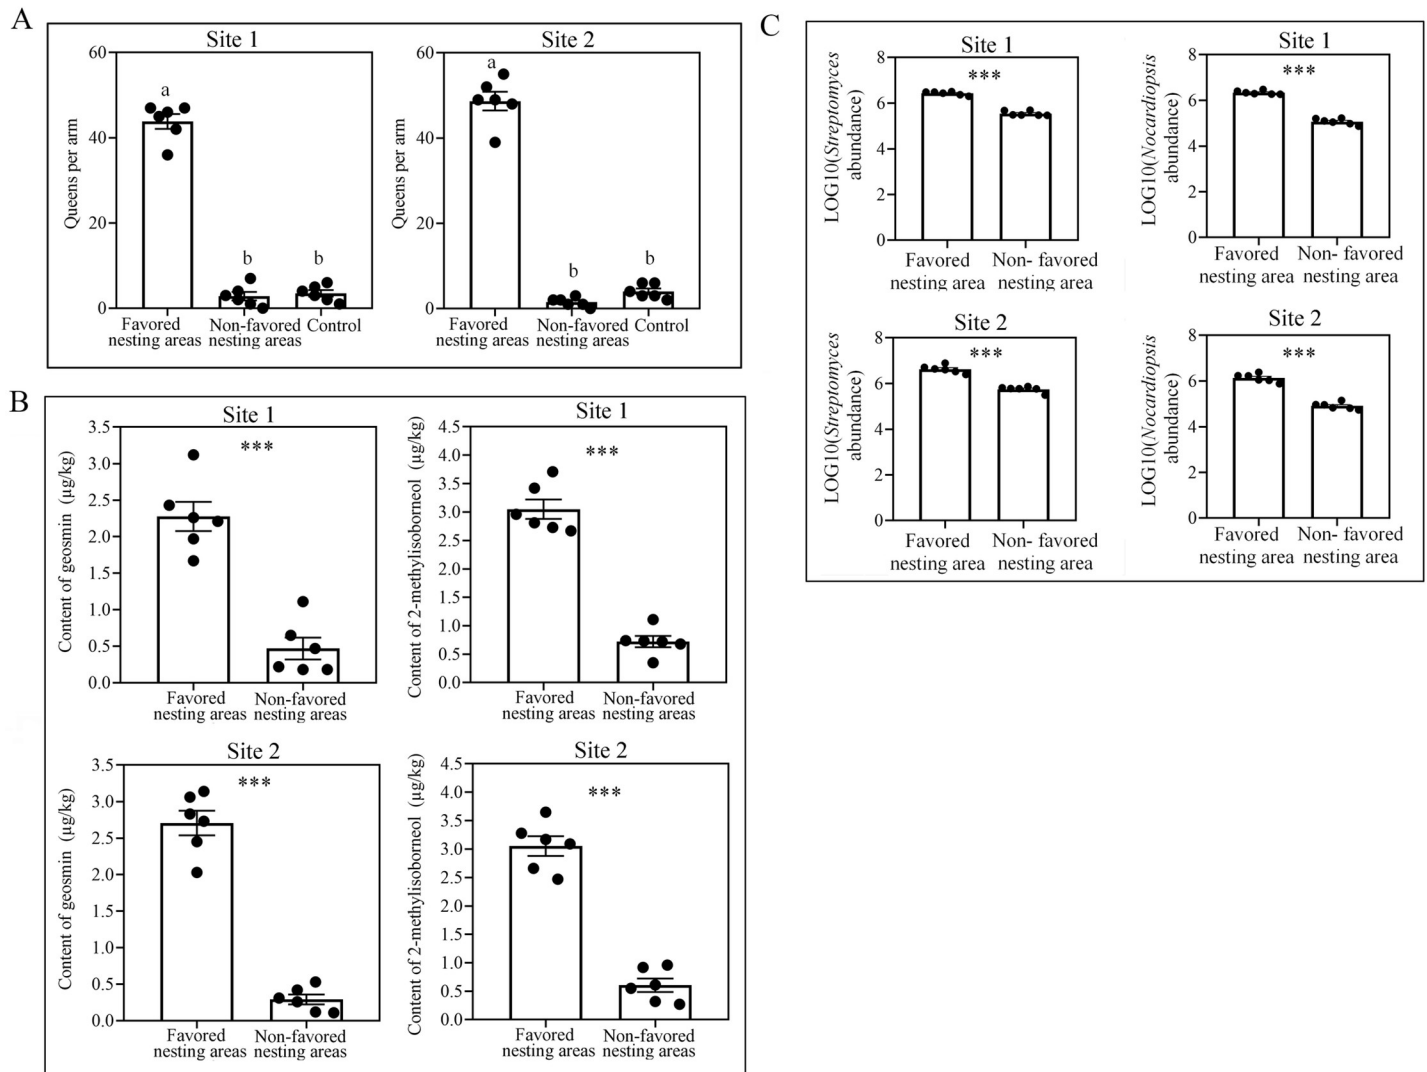 A
Site 1
Queens per arm
60
40
20
0
a
b
b
Favored
nesting areas
Non-favored
nesting areas
Control
Site 2
Queens per arm
60
40
20
0
a
b
b
Favored
nesting areas
Non-favored
nesting areas
Control
B
Site 1
Content of geosmin (μg/kg)
3.5
3.0
2.5
2.0
1.5
1.0
0.5
0.0
***
Favored
nesting areas
Non-favored
nesting areas
Site 1
Content of 2-methylisoborneol (μg/kg)
4.5
4.0
3.5
3.0
2.5
2.0
1.5
1.0
0.5
0.0
***
Favored
nesting areas
Non-favored
nesting areas
Site 2
Content of geosmin (μg/kg)
3.5
3.0
2.5
2.0
1.5
1.0
0.5
0.0
***
Favored
nesting areas
Non-favored
nesting areas
Site 2
Content of 2-methylisoborneol (μg/kg)
4.5
4.0
3.5
3.0
2.5
2.0
1.5
1.0
0.5
0.0
***
Favored
nesting areas
Non-favored
nesting areas
C
Site 1
LOG10(Streptomyces
abundance)
8
6
4
2
0
***
Favored
nesting area
Non- favored
nesting area
Site 1
LOG10(Nocardiopsis
abundance)
8
6
4
2
0
***
Favored
nesting area
Non- favored
nesting area
Site 2
LOG10(Streptomyces
abundance)
8
6
4
2
0
***
Favored
nesting area
Non- favored
nesting area
Site 2
LOG10(Nocardiopsis
abundance)
8
6
4
2
0
***
Favored
nesting area
Non- favored
nesting area